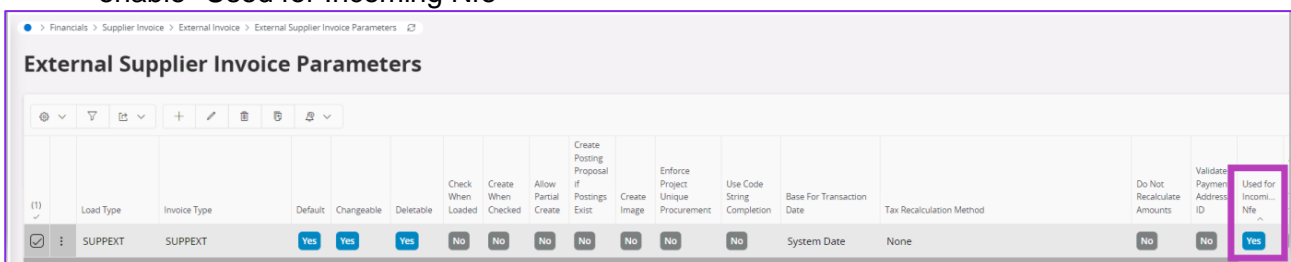 enable "Used for Incoming Nfe"
> Financials > Supplier Invoice > External Invoice > External Supplier Invoice Parameters
External Supplier Invoice Parameters
(1) Load Type Invoice Type Default Changeable Deletable Check When Loaded Create When Checked Allow Partial Create Create Posting Proposal if Postings Exist Create Image Enforce Project Unique Procurement Use Code String Completion Base For Transaction Date Tax Recalculation Method Do Not Recalculate Amounts Validate Paymen Address ID Used for Incomi... Nfe
SUPPEXT SUPPEXT Yes Yes Yes No No No No No No No System Date None No No Yes